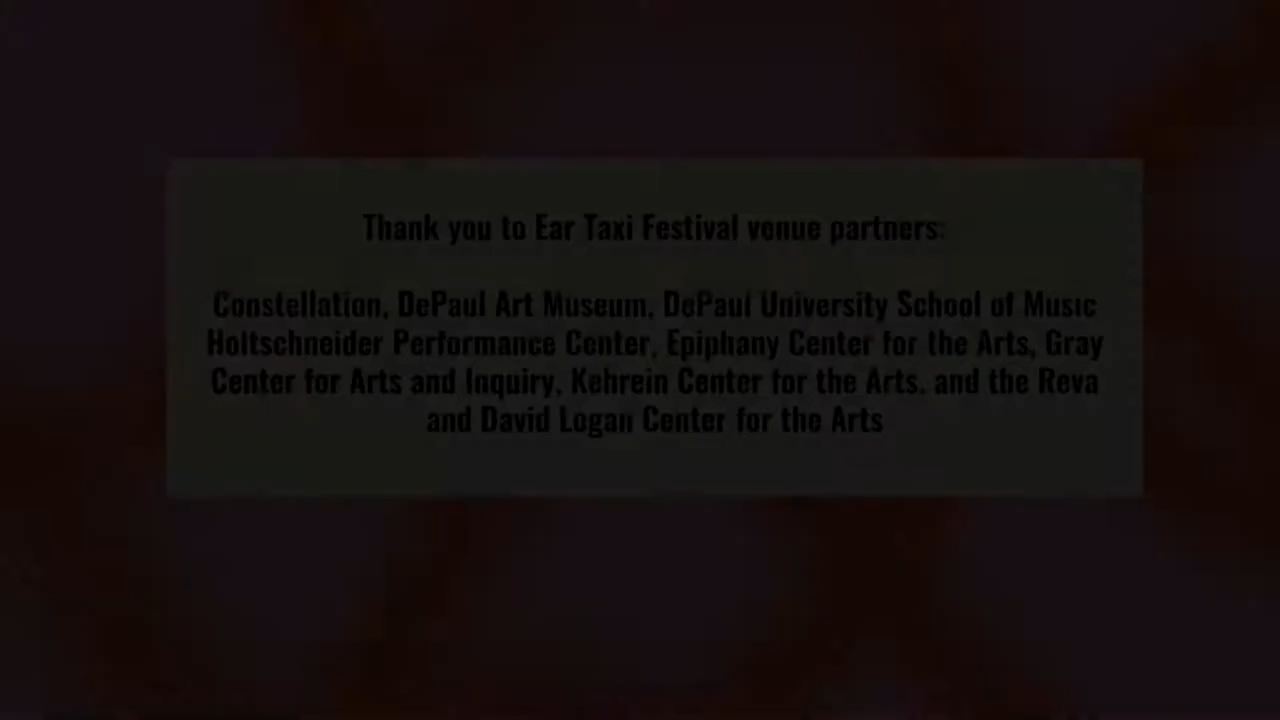 Thank you to Ear Taxi Festival venue partners:
Constellation, DePaul Art Museum, DePaul University School of Music
Holtschneider Performance Center, Epiphany Center for the Arts, Gray
Center for Arts and Inquiry, Kehrein Center for the Arts, and the Reva
and David Logan Center for the Arts